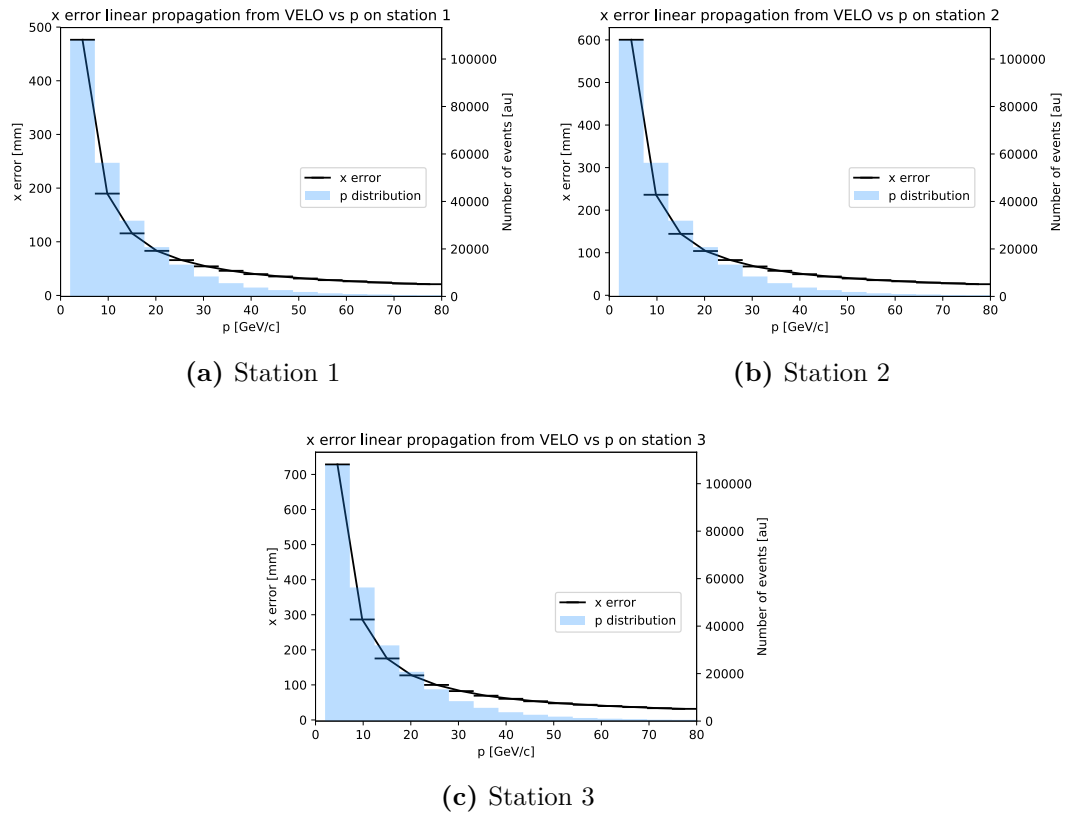 x error linear propagation from VELO vs p on station 1
500
400
300
200
100
0
x error [mm]
100000
80000
60000
40000
20000
0
Number of events [au]
x error
p distribution
0 10 20 30 40 50 60 70 80
p [GeV/c]
(a) Station 1
x error linear propagation from VELO vs p on station 2
600
500
400
300
200
100
0
x error [mm]
100000
80000
60000
40000
20000
0
Number of events [au]
x error
p distribution
0 10 20 30 40 50 60 70 80
p [GeV/c]
(b) Station 2
x error linear propagation from VELO vs p on station 3
700
600
500
400
300
200
100
0
x error [mm]
100000
80000
60000
40000
20000
0
Number of events [au]
x error
p distribution
0 10 20 30 40 50 60 70 80
p [GeV/c]
(c) Station 3